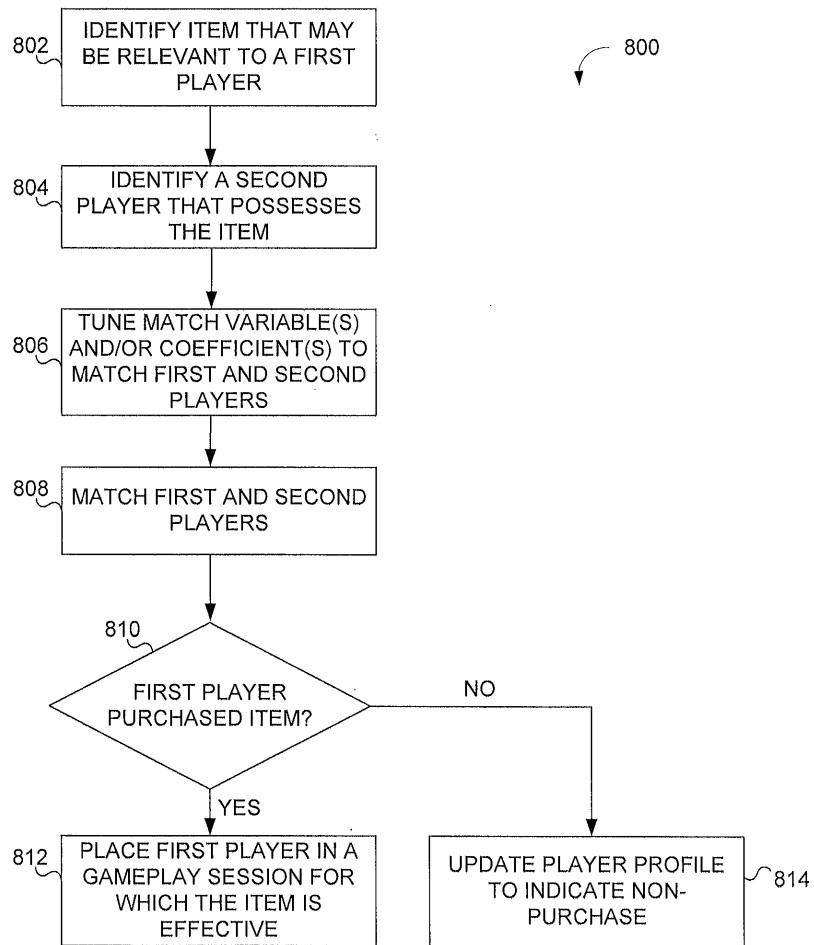 802
IDENTIFY ITEM THAT MAY
BE RELEVANT TO A FIRST
PLAYER
800
804
IDENTIFY A SECOND
PLAYER THAT POSSESSES
THE ITEM
806
TUNE MATCH VARIABLE(S)
AND/OR COEFFICIENT(S) TO
MATCH FIRST AND SECOND
PLAYERS
808
MATCH FIRST AND SECOND
PLAYERS
810
FIRST PLAYER
PURCHASED ITEM?
NO
YES
812
PLACE FIRST PLAYER IN A
GAMEPLAY SESSION FOR
WHICH THE ITEM IS
EFFECTIVE
UPDATE PLAYER PROFILE
TO INDICATE NON-
PURCHASE
814